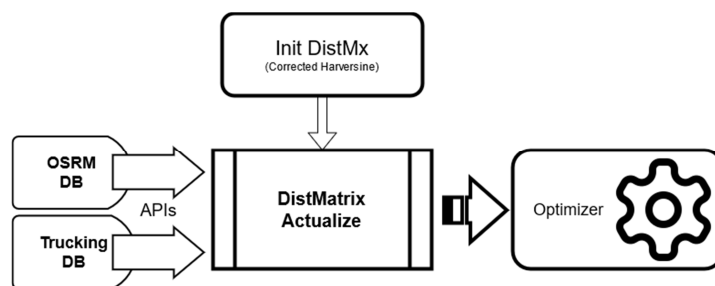 Init DistMx
(Corrected Harversine)
OSRM
DB
APIs
Trucking
DB
DistMatrix
Actualize
Optimizer